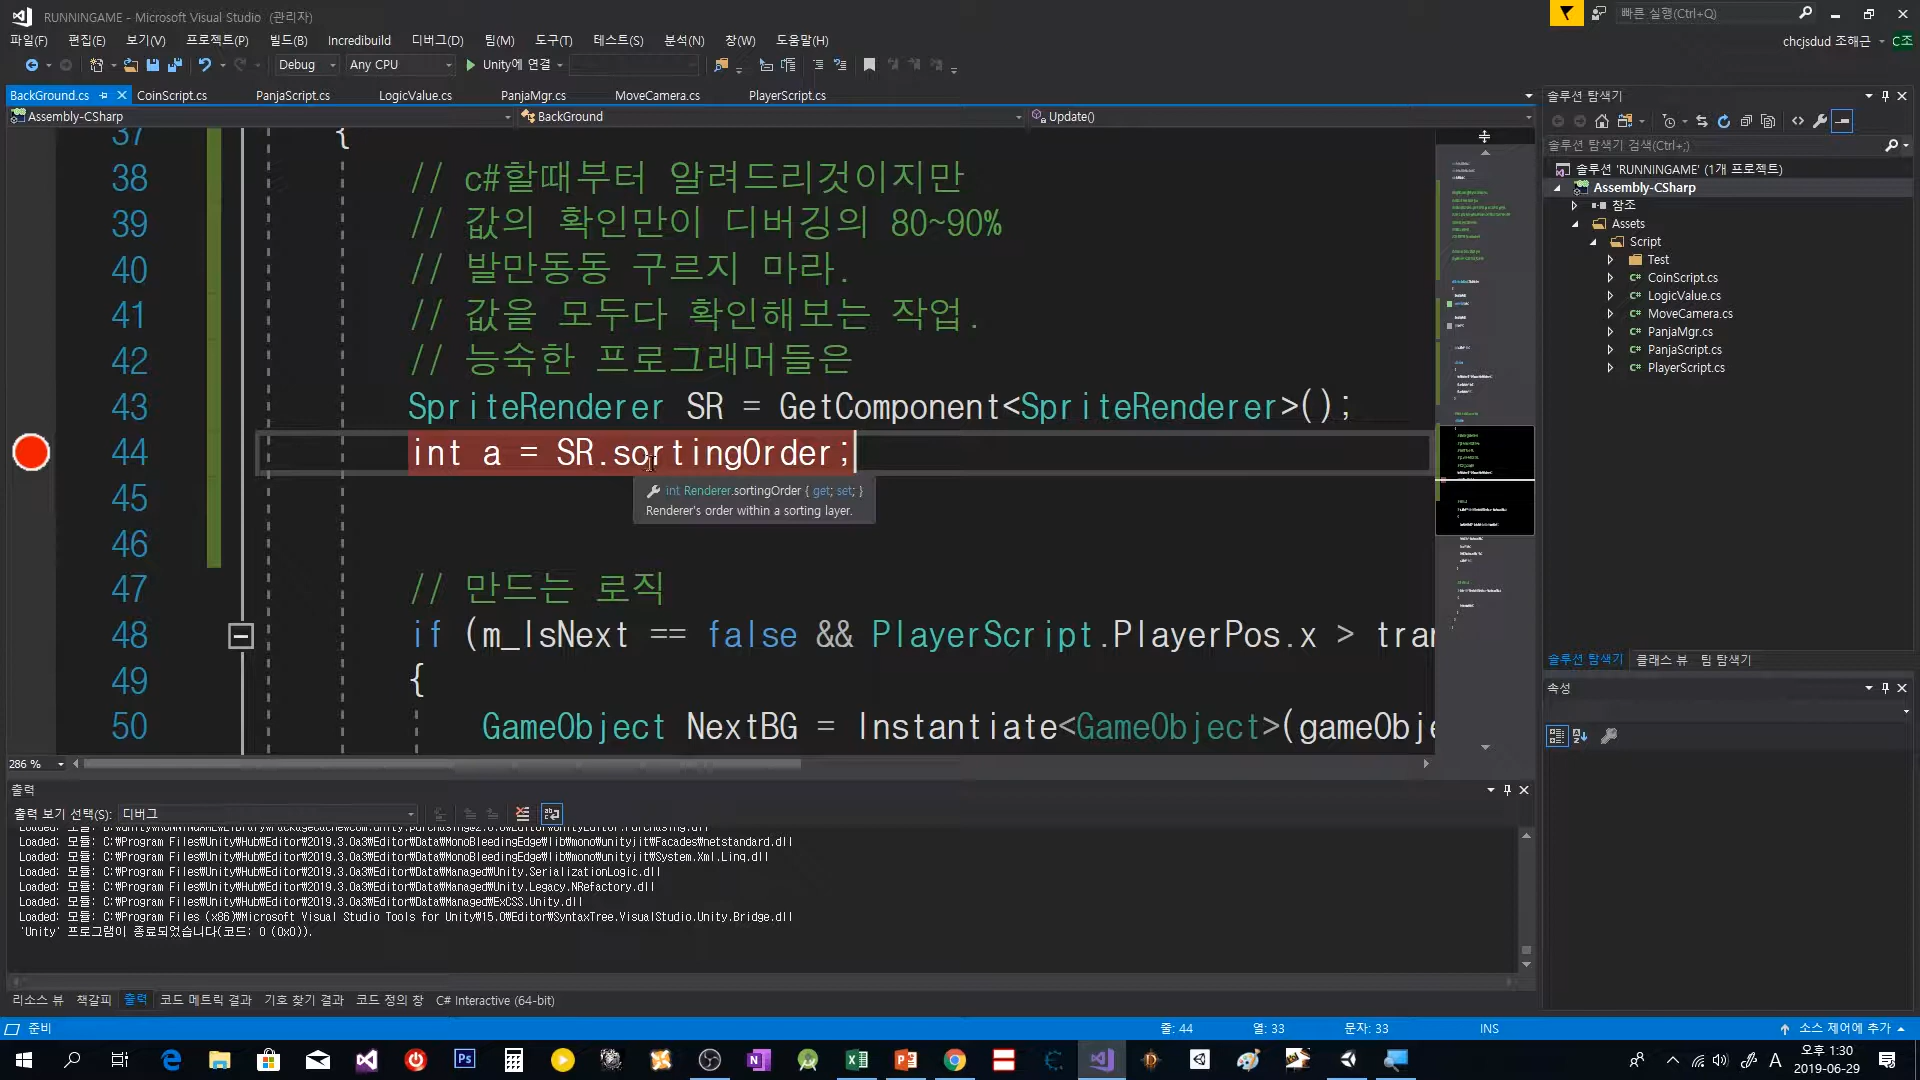 RUNNINGAME - Microsoft Visual Studio (관리자)
빠른 실행(Ctrl+Q)
파일(F) 편집(E) 보기(V) 프로젝트(P) 빌드(B) Incredibuild 디버그(D) 팀(M) 도구(T) 테스트(S) 분석(N) 창(W) 도움말(H)
chcjsdud 조해근 C조
Debug Any CPU Unity에 연결
BackGround.cs CoinScript.cs PanjaScript.cs LogicValue.cs PanjaMgr.cs MoveCamera.cs PlayerScript.cs
Assembly-CSharp BackGround Update()
37 {
38 // c#할때부터 알려드리것이지만
39 // 값의 확인만이 디버깅의 80~90%
40 // 발만동동 구르지 마라.
41 // 값을 모두다 확인해보는 작업.
42 // 능숙한 프로그래머들은
43 SpriteRenderer SR = GetComponent<SpriteRenderer>();
44 int a = SR.sortingOrder;
45
int Renderer.sortingOrder { get; set; }
Renderer's order within a sorting layer.
46
47 // 만드는 로직
48 if (m_IsNext == false && PlayerScript.PlayerPos.x > tran
49 {
50 GameObject NextBG = Instantiate<GameObject>(gameObje
286 %
솔루션 탐색기
솔루션 탐색기 검색(Ctrl+;)
솔루션 'RUNNINGAME' (1개 프로젝트)
Assembly-CSharp
참조
Assets
Script
Test
C# CoinScript.cs
C# LogicValue.cs
C# MoveCamera.cs
C# PanjaMgr.cs
C# PanjaScript.cs
C# PlayerScript.cs
솔루션 탐색기 클래스 뷰 팀 탐색기
속성
출력
출력 보기 선택(S): 디버그
Loaded: 모듈: C:₩Program Files₩Unity₩Hub₩Editor₩2019.3.0a3₩Editor₩Data₩MonoBleedingEdge₩lib₩mono₩unityjit₩Facades₩netstandard.dll
Loaded: 모듈: C:₩Program Files₩Unity₩Hub₩Editor₩2019.3.0a3₩Editor₩Data₩MonoBleedingEdge₩lib₩mono₩unityjit₩System.Xml.Linq.dll
Loaded: 모듈: C:₩Program Files₩Unity₩Hub₩Editor₩2019.3.0a3₩Editor₩Data₩Managed₩Unity.SerializationLogic.dll
Loaded: 모듈: C:₩Program Files₩Unity₩Hub₩Editor₩2019.3.0a3₩Editor₩Data₩Managed₩Unity.Legacy.NRefactory.dll
Loaded: 모듈: C:₩Program Files₩Unity₩Hub₩Editor₩2019.3.0a3₩Editor₩Data₩Managed₩ExCSS.Unity.dll
Loaded: 모듈: C:₩Program Files (x86)₩Microsoft Visual Studio Tools for Unity₩15.0₩Editor₩SyntaxTree.VisualStudio.Unity.Bridge.dll
'Unity' 프로그램이 종료되었습니다(코드: 0 (0x0)).
리소스 뷰 책갈피 출력 코드 메트릭 결과 기호 찾기 결과 코드 정의 창 C# Interactive (64-bit)
준비 줄: 44 열: 33 문자: 33 INS 소스 제어에 추가
A 오후 1:30
2019-06-29